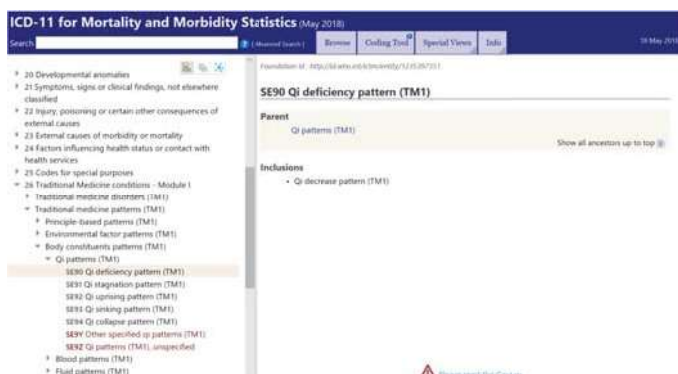 ICD-11 for Mortality and Morbidity Statistics (May 2018)
Search
[ Advanced Search ]
Browse
Coding Tool
Special Views
Info
20 Developmental anomalies
21 Symptoms, signs or clinical findings, not elsewhere
classified
22 Injury, poisoning or certain other consequences of
external causes
23 External causes of morbidity or mortality
24 Factors influencing health status or contact with
health services
25 Codes for special purposes
26 Traditional Medicine conditions - Module I
Traditional medicine disorders (TM1)
Traditional medicine patterns (TM1)
Principle-based patterns (TM1)
Environmental factor patterns (TM1)
Body constituents patterns (TM1)
Qi patterns (TM1)
SE90 Qi deficiency pattern (TM1)
SE91 Qi stagnation pattern (TM1)
SE92 Qi uprising pattern (TM1)
SE93 Qi sinking pattern (TM1)
SE94 Qi collapse pattern (TM1)
SE9Y Other specified qi patterns (TM1)
SE9Z Qi patterns (TM1), unspecified
Blood patterns (TM1)
Fluid patterns (TM1)
Foundation Id :
SE90 Qi deficiency pattern (TM1)
Parent
Qi patterns (TM1)
Show all ancestors up to top
Inclusions
• Qi decrease pattern (TM1)